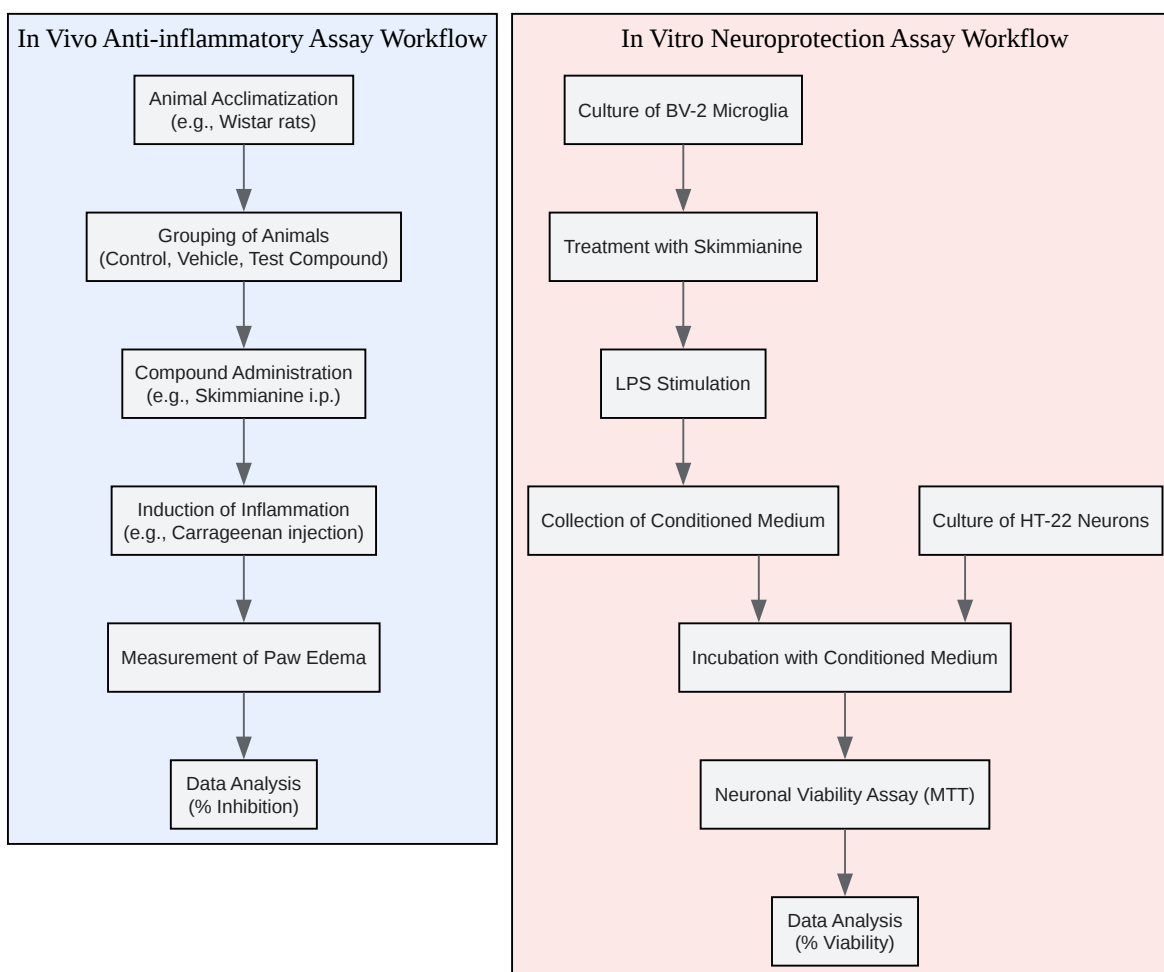 In Vivo Anti-inflammatory Assay Workflow
Animal Acclimatization
(e.g., Wistar rats)
Grouping of Animals
(Control, Vehicle, Test Compound)
Compound Administration
(e.g., Skimmianine i.p.)
Induction of Inflammation
(e.g., Carrageenan injection)
Measurement of Paw Edema
Data Analysis
(% Inhibition)
In Vitro Neuroprotection Assay Workflow
Culture of BV-2 Microglia
Treatment with Skimmianine
LPS Stimulation
Collection of Conditioned Medium
Culture of HT-22 Neurons
Incubation with Conditioned Medium
Neuronal Viability Assay (MTT)
Data Analysis
(% Viability)